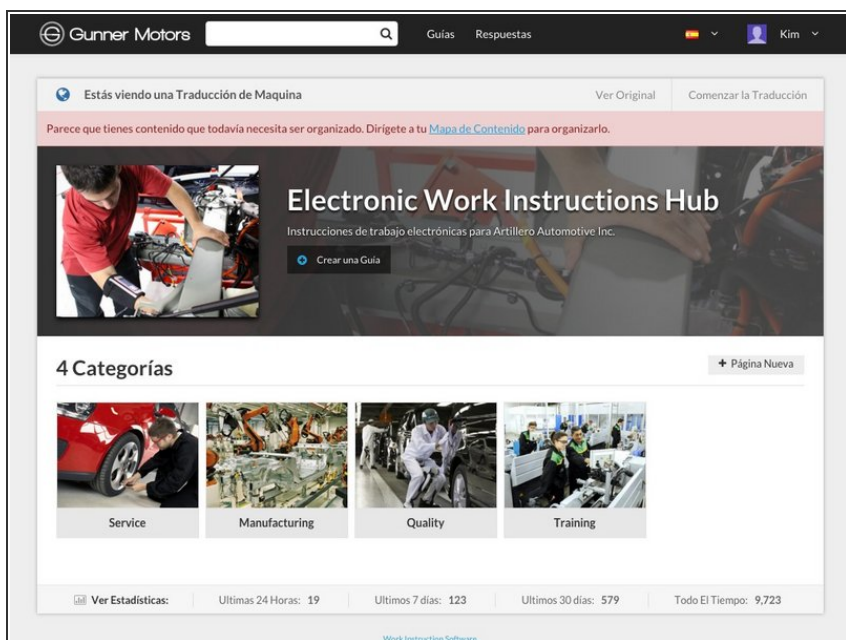 Gunner Motors
Guías Respuestas
Kim
Estás viendo una Traducción de Maquina
Ver Original Comenzar la Traducción
Parece que tienes contenido que todavía necesita ser organizado. Dirígete a tu Mapa de Contenido para organizarlo.
Electronic Work Instructions Hub
Instrucciones de trabajo electrónicas para Artillero Automotive Inc.
Crear una Guía
4 Categorías
+ Página Nueva
Service Manufacturing Quality Training
Ver Estadísticas: Ultimas 24 Horas: 19 Ultimos 7 días: 123 Ultimos 30 días: 579 Todo El Tiempo: 9,723
Work Instruction Software